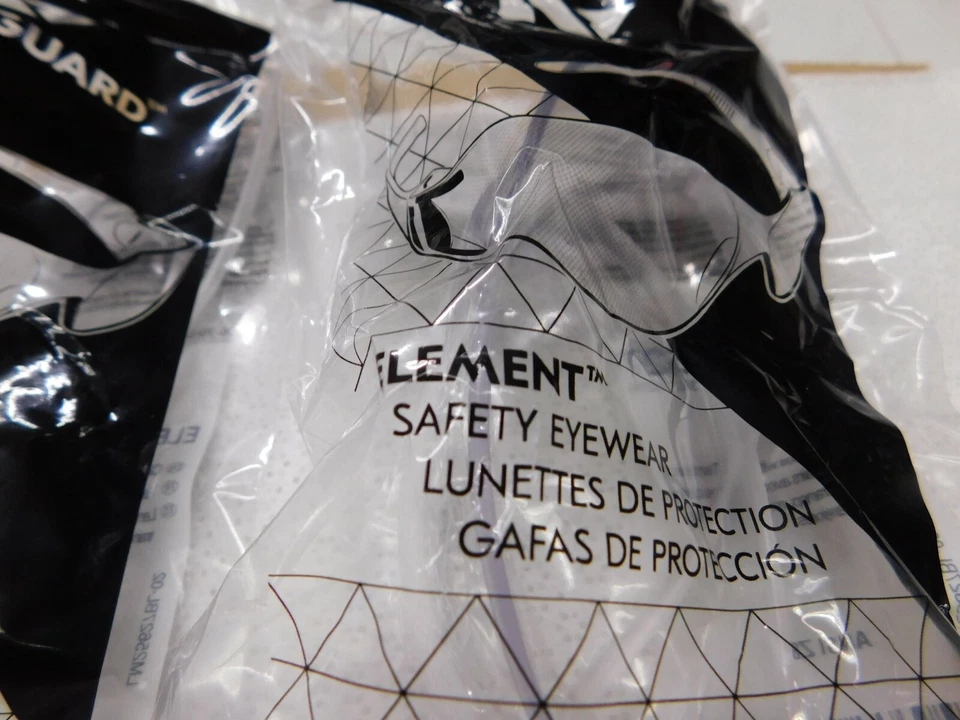 GUARD™
ELEMENT™
SAFETY EYEWEAR
LUNETTES DE PROTECTION
GAFAS DE PROTECCIÓN